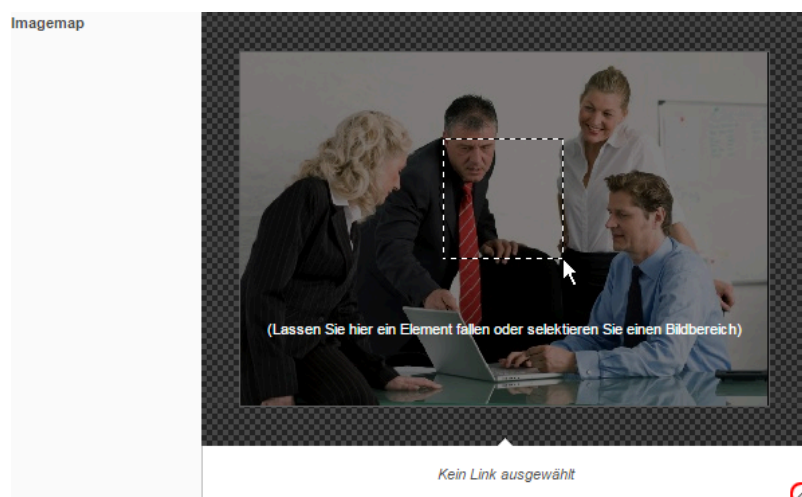 Imagemap
(Lassen Sie hier ein Element fallen oder selektieren Sie einen Bildbereich)
Kein Link ausgewählt